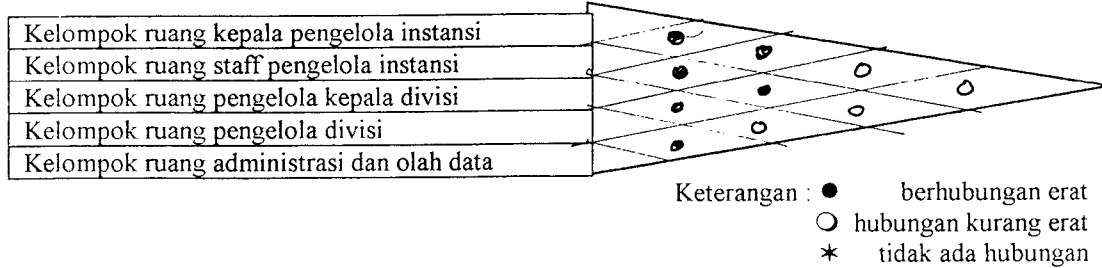 Kelompok ruang kepala pengelola instansi
Kelompok ruang staff pengelola instansi
Kelompok ruang pengelola kepala divisi
Kelompok ruang pengelola divisi
Kelompok ruang administrasi dan olah data
Keterangan : ● berhubungan erat
○ hubungan kurang erat
✶ tidak ada hubungan